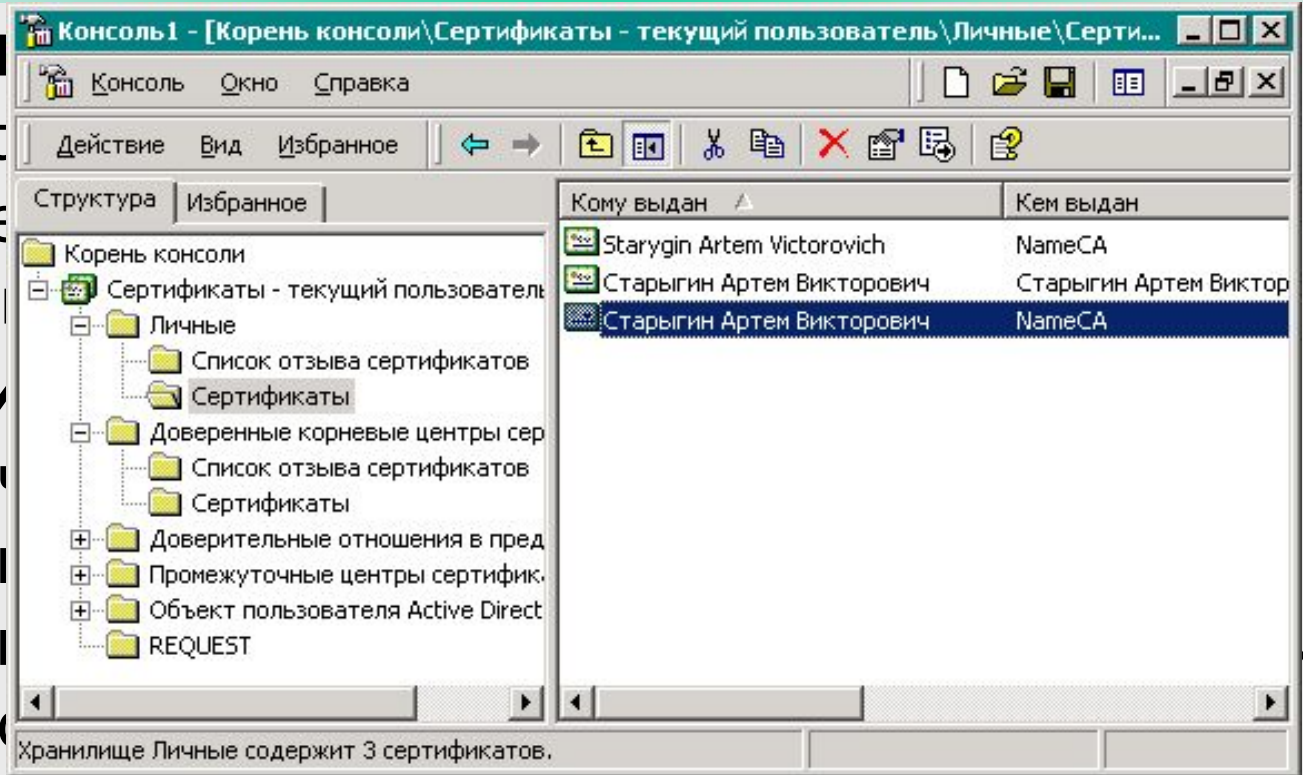 Консоль1 - [Корень консоли\Сертификаты - текущий пользователь\Личные\Серти...
Консоль Окно Справка
Действие Вид Избранное
Структура Избранное
Корень консоли
Сертификаты - текущий пользователь
Личные
Список отзыва сертификатов
Сертификаты
Доверенные корневые центры сер
Список отзыва сертификатов
Сертификаты
Доверительные отношения в пред
Промежуточные центры сертифик
Объект пользователя Active Direct
REQUEST
Кому выдан Кем выдан
Starygin Artem Victorovich NameCA
Старыгин Артем Викторович Старыгин Артем Виктор
Старыгин Артем Викторович NameCA
Хранилище Личные содержит 3 сертификатов.